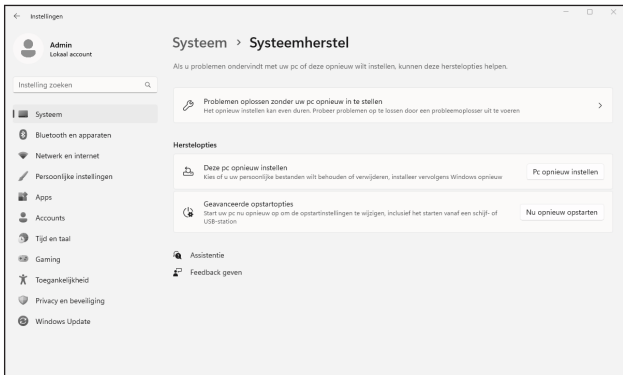 Instellingen
Admin
Lokaal account
Instelling zoeken
Systeem
Bluetooth en apparaten
Netwerk en internet
Persoonlijke instellingen
Apps
Accounts
Tijd en taal
Gaming
Toegankelijkheid
Privacy en beveiliging
Windows Update
Systeem > Systeemherstel
Als u problemen ondervindt met uw pc of deze opnieuw wilt instellen, kunnen deze herstelopties helpen.
Problemen oplossen zonder uw pc opnieuw in te stellen
Het opnieuw instellen kan even duren. Probeer problemen op te lossen door een probleemoplosser uit te voeren
Herstelopties
Deze pc opnieuw instellen
Kies of u uw persoonlijke bestanden wilt behouden of verwijderen, installeer vervolgens Windows opnieuw
Pc opnieuw instellen
Geavanceerde opstartopties
Start uw pc nu opnieuw op om de opstartinstellingen te wijzigen, inclusief het starten vanaf een schijf- of
USB-station
Nu opnieuw opstarten
Assistentie
Feedback geven